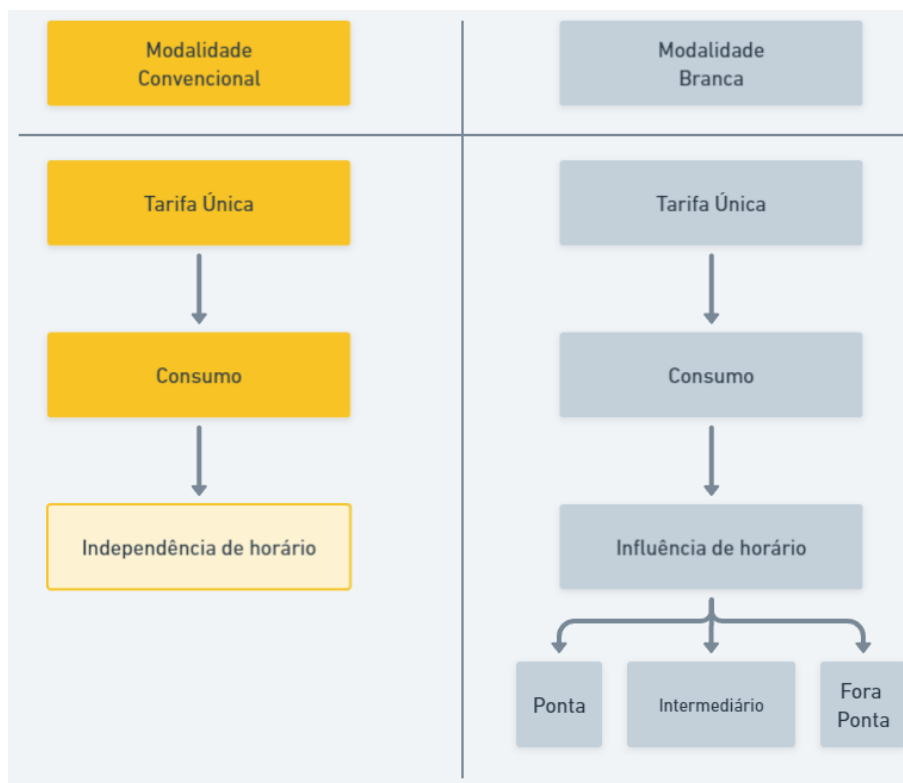 Modalidade
Convencional
Modalidade
Branca
Tarifa Única
Tarifa Única
Consumo
Consumo
Independência de horário
Influência de horário
Ponta
Intermediário
Fora
Ponta